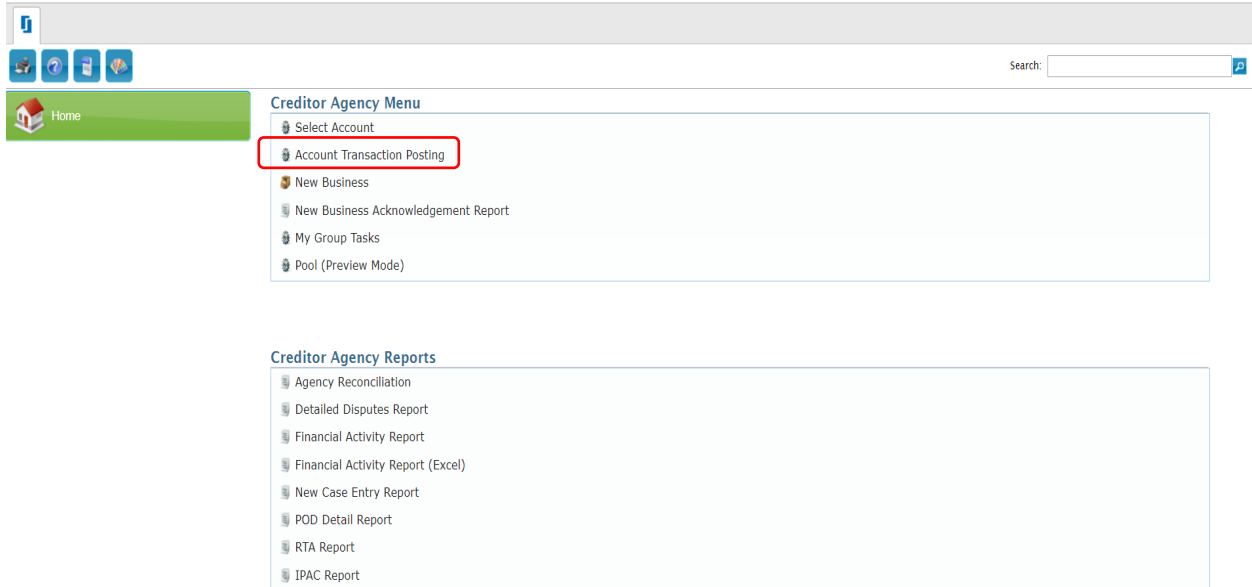 Search:
Home
Creditor Agency Menu
Select Account
Account Transaction Posting
New Business
New Business Acknowledgement Report
My Group Tasks
Pool (Preview Mode)
Creditor Agency Reports
Agency Reconciliation
Detailed Disputes Report
Financial Activity Report
Financial Activity Report (Excel)
New Case Entry Report
POD Detail Report
RTA Report
IPAC Report